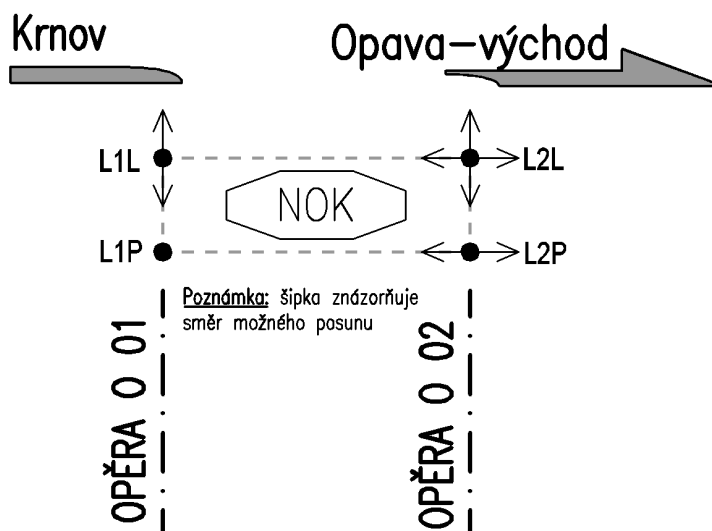 Krnov
Opava-východ
L1L
L2L
NOK
L1P
L2P
Poznámka: šipka znázorňuje
směr možného posunu
OPĚRA O 01
OPĚRA O 02